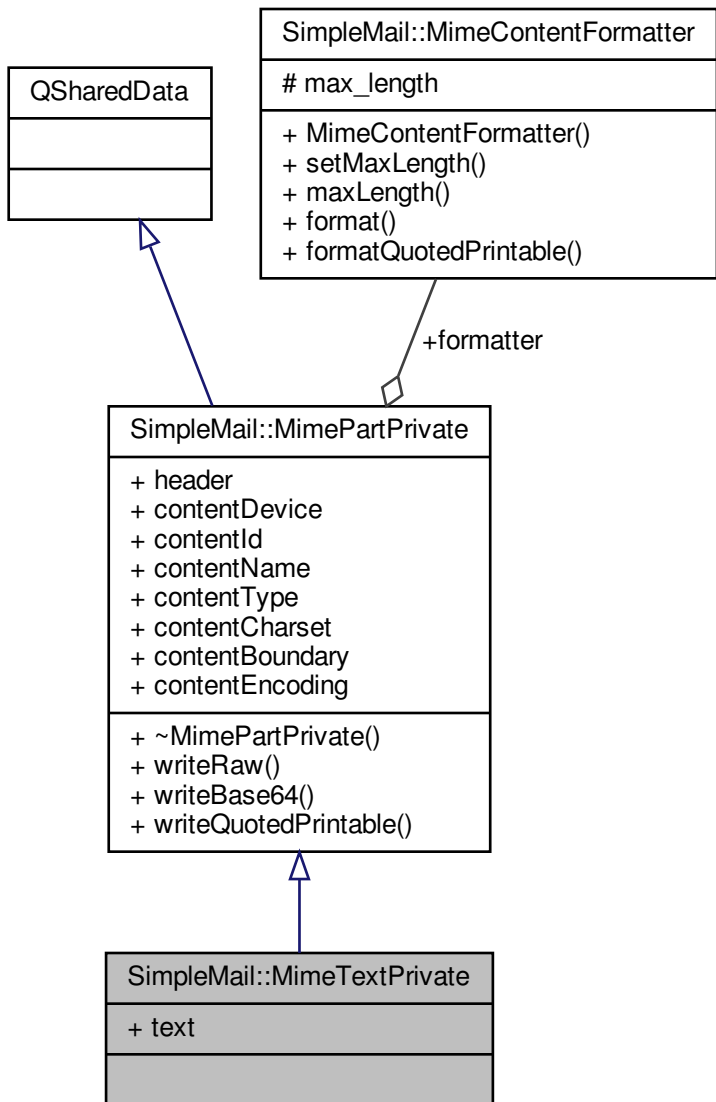 SimpleMail::MimeContentFormatter
# max_length
+ MimeContentFormatter()
+ setMaxLength()
+ maxLength()
+ format()
+ formatQuotedPrintable()
QSharedData
+formatter
SimpleMail::MimePartPrivate
+ header
+ contentDevice
+ contentId
+ contentName
+ contentType
+ contentCharset
+ contentBoundary
+ contentEncoding
+ ~MimePartPrivate()
+ writeRaw()
+ writeBase64()
+ writeQuotedPrintable()
SimpleMail::MimeTextPrivate
+ text